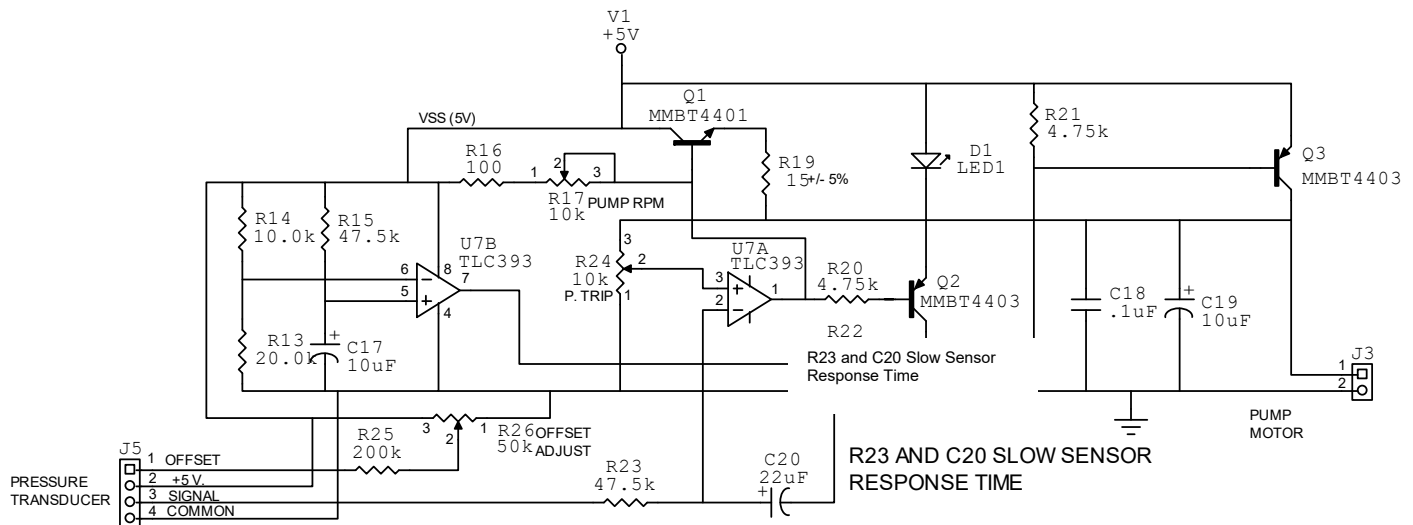 V1
+5V
Q1
MMBT4401
VSS (5V)
R16
100
1
2
3
R17
10k
PUMP RPM
R19
15
+/- 5%
D1
LED1
R21
4.75k
Q3
MMBT4403
R14
10.0k
R15
47.5k
U7B
TLC393
6
5
8
7
4
3
R24
10k
P. TRIP
2
1
U7A
TLC393
3
2
1
R20
4.75k
Q2
MMBT4403
R22
C18
.1uF
C19
10uF
R13
20.0k
C17
10uF
R23 and C20 Slow Sensor
Response Time
J3
1
2
PUMP
MOTOR
3
2
1
R26
50k
OFFSET
ADJUST
R25
200k
J5
PRESSURE
TRANSDUCER
1 OFFSET
2 +5 V.
3 SIGNAL
4 COMMON
R23
47.5k
C20
22uF
R23 AND C20 SLOW SENSOR
RESPONSE TIME